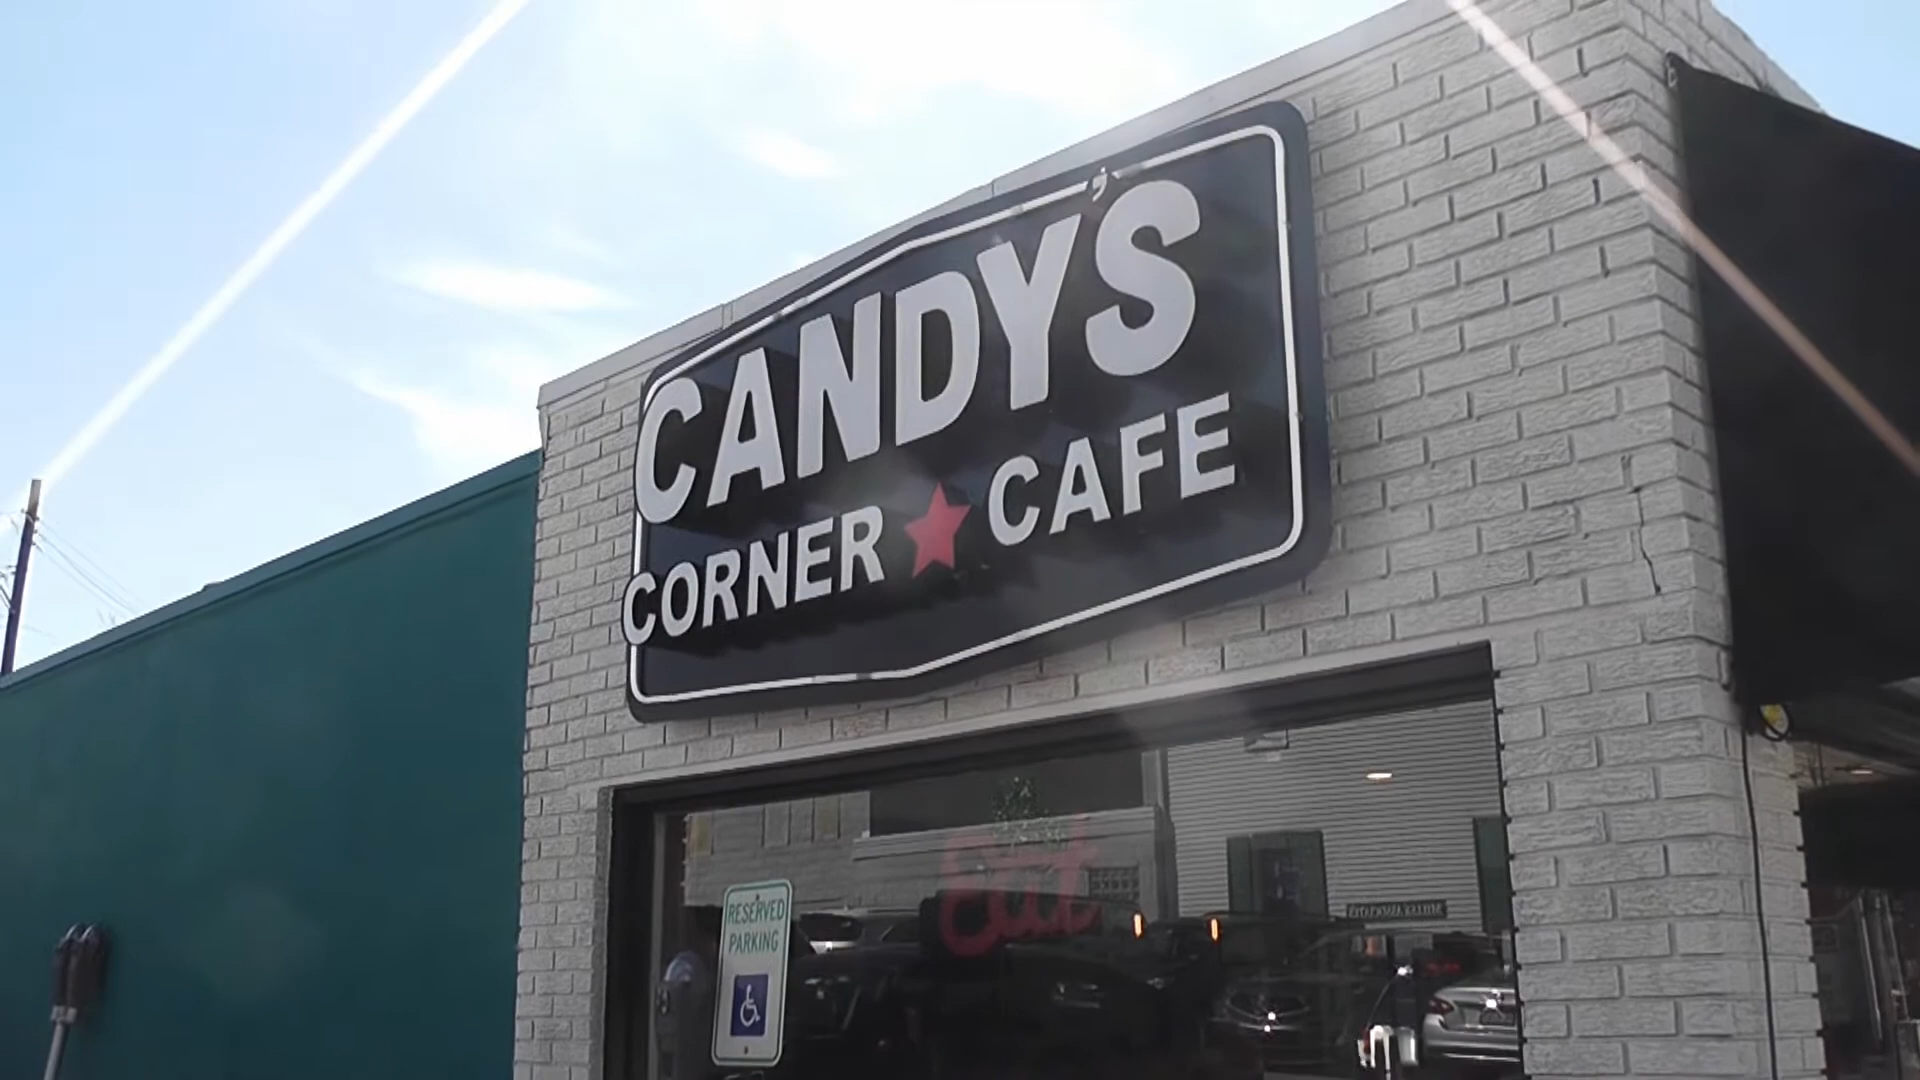 CANDY'S
CORNER ★ CAFE
Eat
RESERVED
PARKING